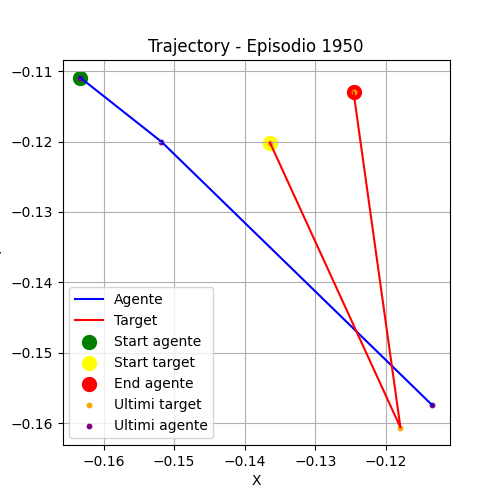 Trajectory - Episodio 1950
−0.11
−0.12
−0.13
−0.14
−0.15
−0.16
Agente
Target
Start agente
Start target
End agente
Ultimi target
Ultimi agente
−0.16 −0.15 −0.14 −0.13 −0.12
X